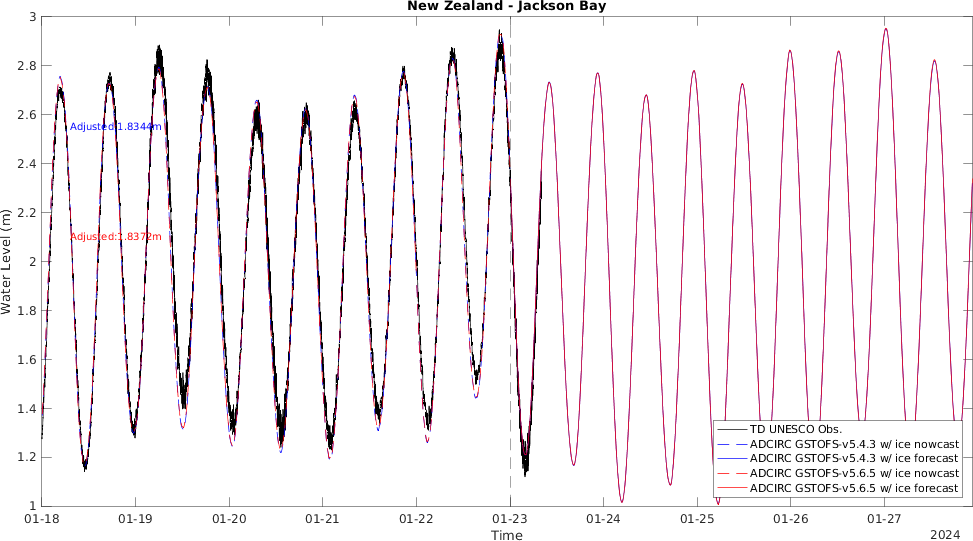 New Zealand - Jackson Bay
3
2.8
2.6
2.4
2.2
2
1.8
1.6
1.4
1.2
1
Water Level (m)
Adjusted:1.8344m
Adjusted:1.8372m
TD UNESCO Obs.
ADCIRC GSTOFS-v5.4.3 w/ ice nowcast
ADCIRC GSTOFS-v5.4.3 w/ ice forecast
ADCIRC GSTOFS-v5.6.5 w/ ice nowcast
ADCIRC GSTOFS-v5.6.5 w/ ice forecast
01-18 01-19 01-20 01-21 01-22 01-23 01-24 01-25 01-26 01-27
Time
2024